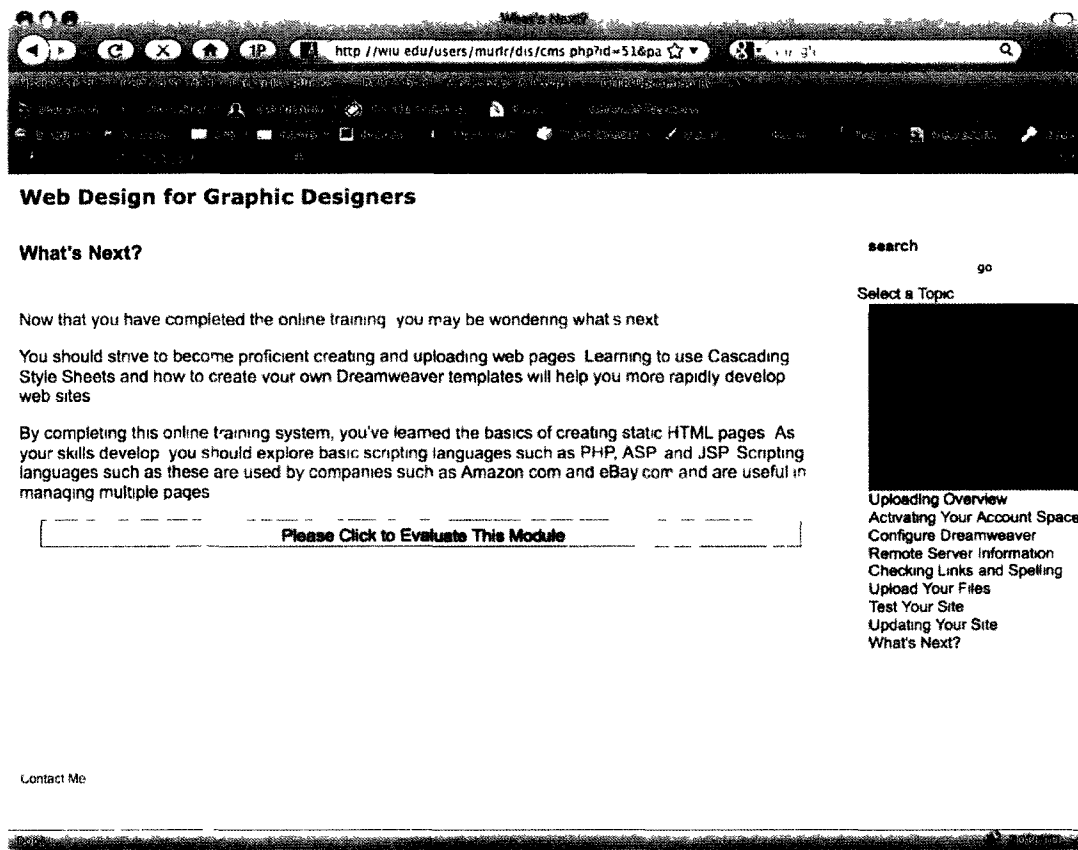 What's Next?
1P http://wiu edu/users/murlr/dis/cms php?id=51&pa
Web Design for Graphic Designers
What's Next?
Now that you have completed the online training you may be wondering what s next
You should strive to become proficient creating and uploading web pages Learning to use Cascading
Style Sheets and how to create your own Dreamweaver templates will help you more rapidly develop
web sites
By completing this online training system, you've learned the basics of creating static HTML pages As
your skills develop you should explore basic scripting languages such as PHP, ASP and JSP Scripting
languages such as these are used by companies such as Amazon com and eBay com and are useful in
managing multiple pages
Please Click to Evaluate This Module
search
go
Select a Topic
Uploading Overview
Activating Your Account Space
Configure Dreamweaver
Remote Server Information
Checking Links and Spelling
Upload Your Files
Test Your Site
Updating Your Site
What's Next?
Contact Me
Done